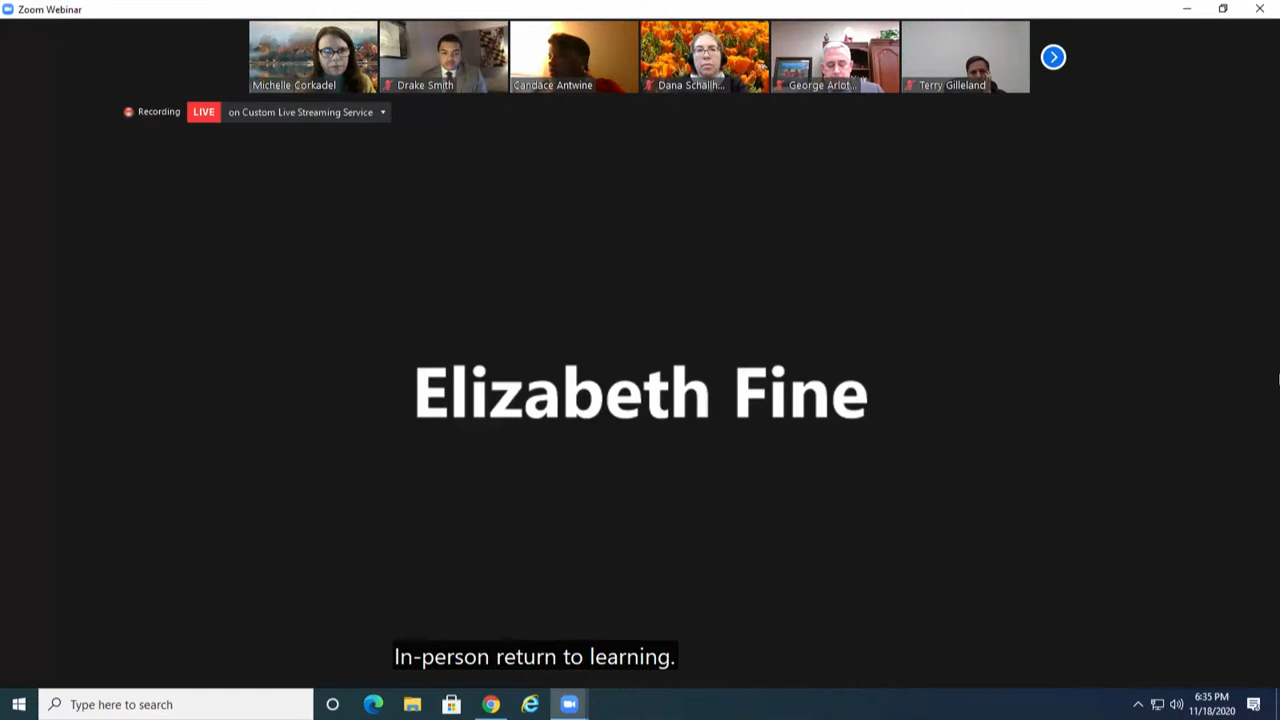 Zoom Webinar
Michelle Corkadel
Drake Smith
Candace Antwine
Dana Schallh...
George Arlot...
Terry Gilleland
Recording
LIVE
on Custom Live Streaming Service
Elizabeth Fine
In-person return to learning.
Type here to search
6:35 PM
11/18/2020